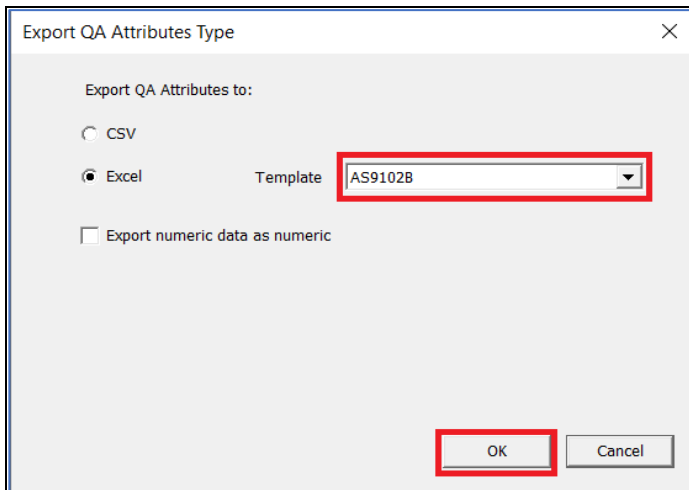 Export QA Attributes Type
Export QA Attributes to:
CSV
Excel Template AS9102B
Export numeric data as numeric
OK Cancel